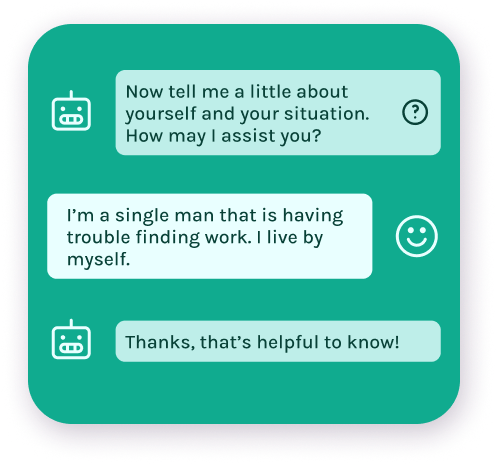 Now tell me a little about
yourself and your situation.
How may I assist you?
?
I’m a single man that is having
trouble finding work. I live by
myself.
Thanks, that’s helpful to know!